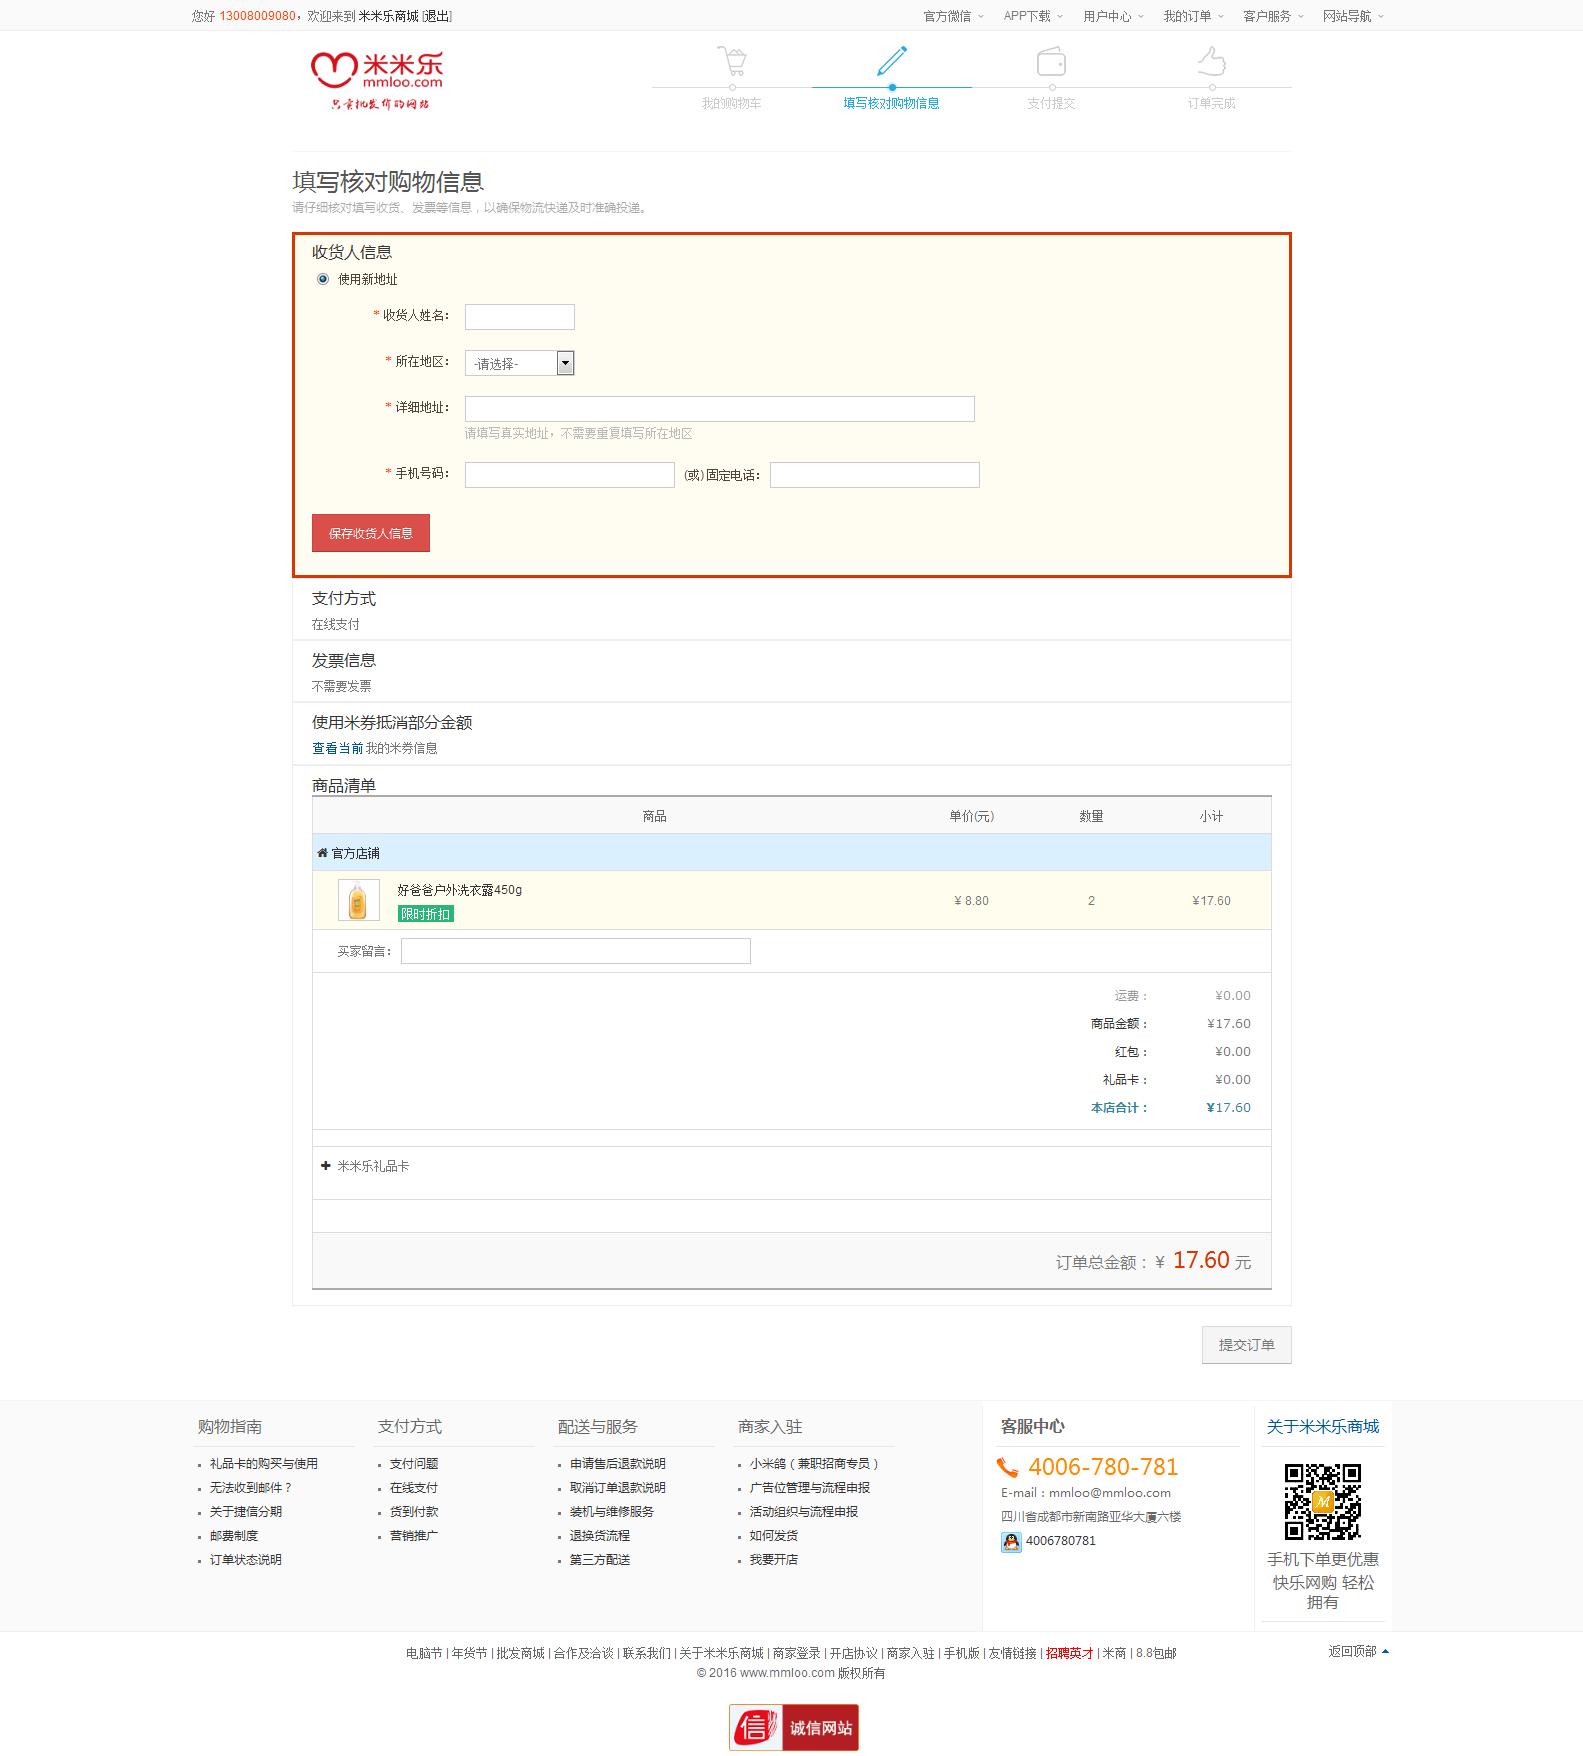 您好 13008009080，欢迎来到 米米乐商城 [退出]
官方微信 APP下载 用户中心 我的订单 客户服务 网站导航
米米乐
mmloo.com
只卖批发价的网站
我的购物车 填写核对购物信息 支付提交 订单完成
填写核对购物信息
请仔细核对填写收货、发票等信息，以确保物流快递及时准确投递。
收货人信息
使用新地址
* 收货人姓名：
* 所在地区： -请选择-
* 详细地址：
请填写真实地址，不需要重复填写所在地区
* 手机号码： (或)固定电话：
保存收货人信息
支付方式
在线支付
发票信息
不需要发票
使用米券抵消部分金额
查看当前我的米券信息
商品清单
商品 单价(元) 数量 小计
官方店铺
好爸爸户外洗衣露450g
限时折扣
¥ 8.80 2 ¥17.60
买家留言：
运费： ¥0.00
商品金额： ¥17.60
红包： ¥0.00
礼品卡： ¥0.00
本店合计： ¥17.60
米米乐礼品卡
订单总金额：¥ 17.60 元
提交订单
购物指南
礼品卡的购买与使用
无法收到邮件？
关于捷信分期
邮费制度
订单状态说明
支付方式
支付问题
在线支付
货到付款
营销推广
配送与服务
申请售后退款说明
取消订单退款说明
装机与维修服务
退换货流程
第三方配送
商家入驻
小米鸽（兼职招商专员）
广告位管理与流程申报
活动组织与流程申报
如何发货
我要开店
客服中心
4006-780-781
E-mail：mmloo@mmloo.com
四川省成都市新南路亚华大厦六楼
4006780781
关于米米乐商城
M
手机下单更优惠
快乐网购 轻松
拥有
电脑节 | 年货节 | 批发商城 | 合作及洽谈 | 联系我们 | 关于米米乐商城 | 商家登录 | 开店协议 | 商家入驻 | 手机版 | 友情链接 | 招聘英才 | 米商 | 8.8包邮
返回顶部
© 2016 www.mmloo.com 版权所有
信 诚信网站